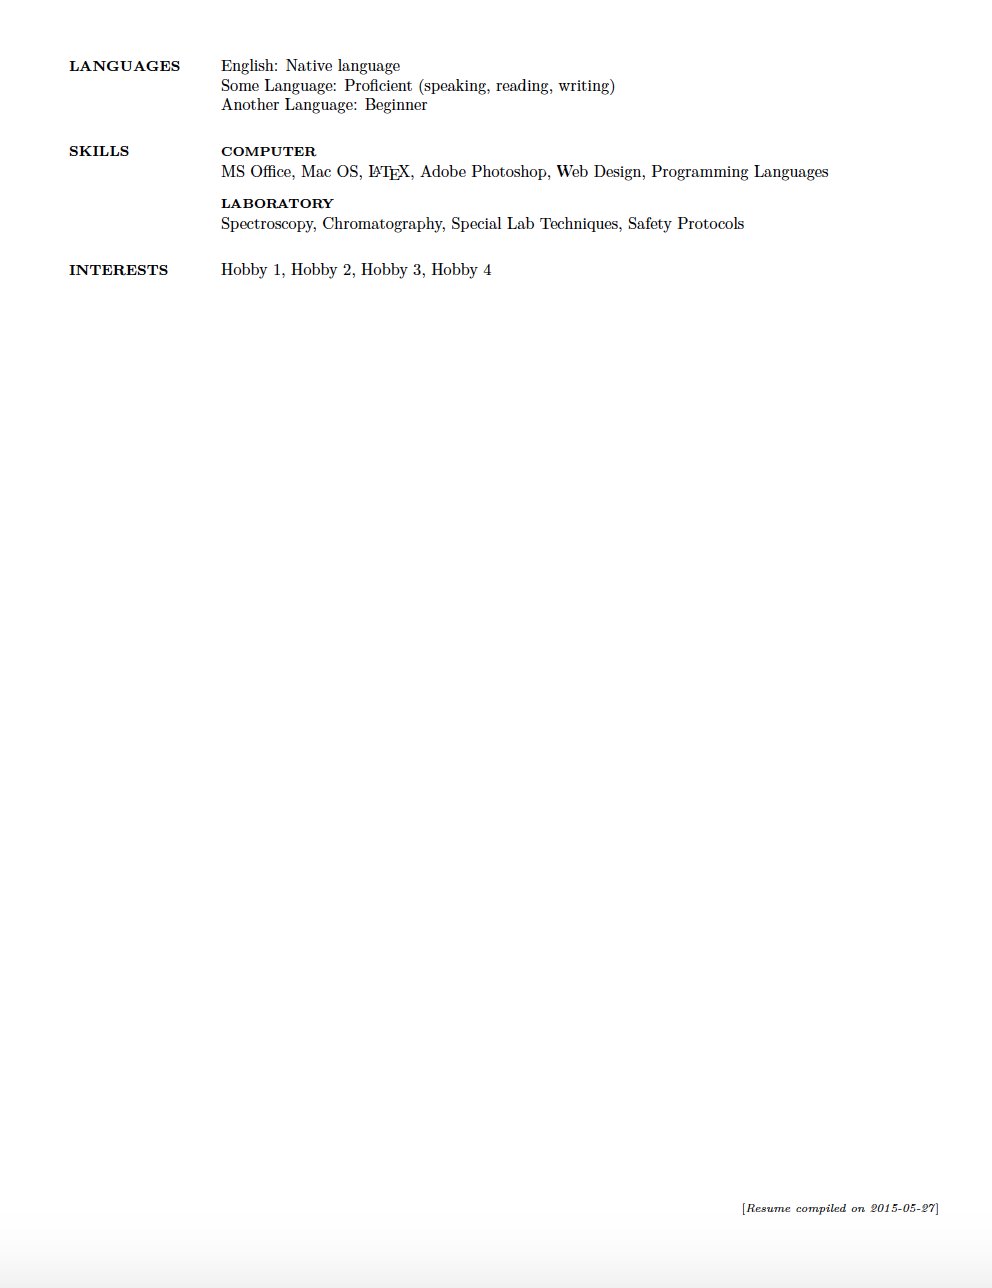 LANGUAGES English: Native language
Some Language: Proficient (speaking, reading, writing)
Another Language: Beginner
SKILLS COMPUTER
MS Office, Mac OS, LATEX, Adobe Photoshop, Web Design, Programming Languages
LABORATORY
Spectroscopy, Chromatography, Special Lab Techniques, Safety Protocols
INTERESTS Hobby 1, Hobby 2, Hobby 3, Hobby 4
[Resume compiled on 2015-05-27]